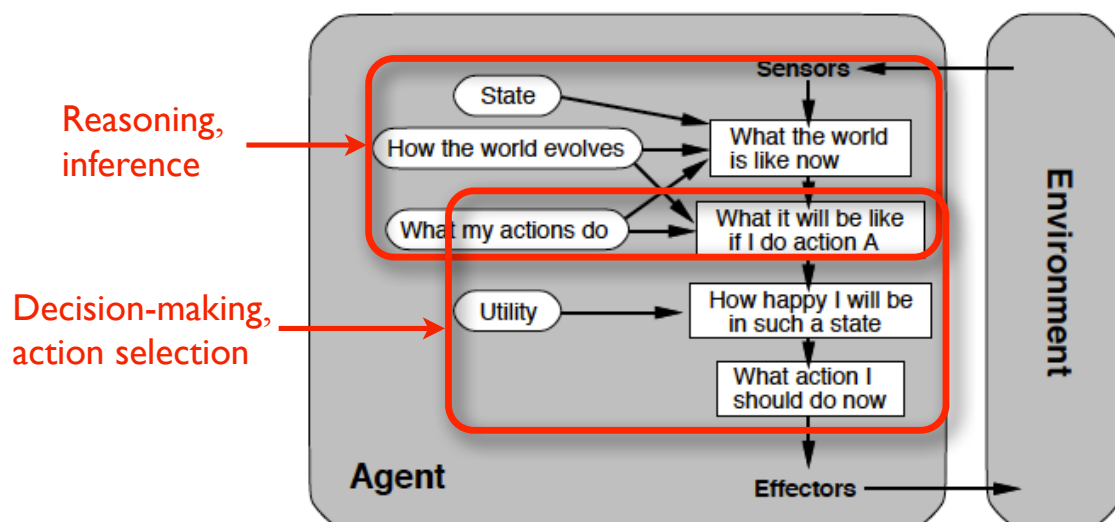 Sensors
State
Reasoning,
inference
How the world evolves
What the world
is like now
What my actions do
What it will be like
if I do action A
Environment
Decision-making,
action selection
Utility
How happy I will be
in such a state
What action I
should do now
Agent
Effectors